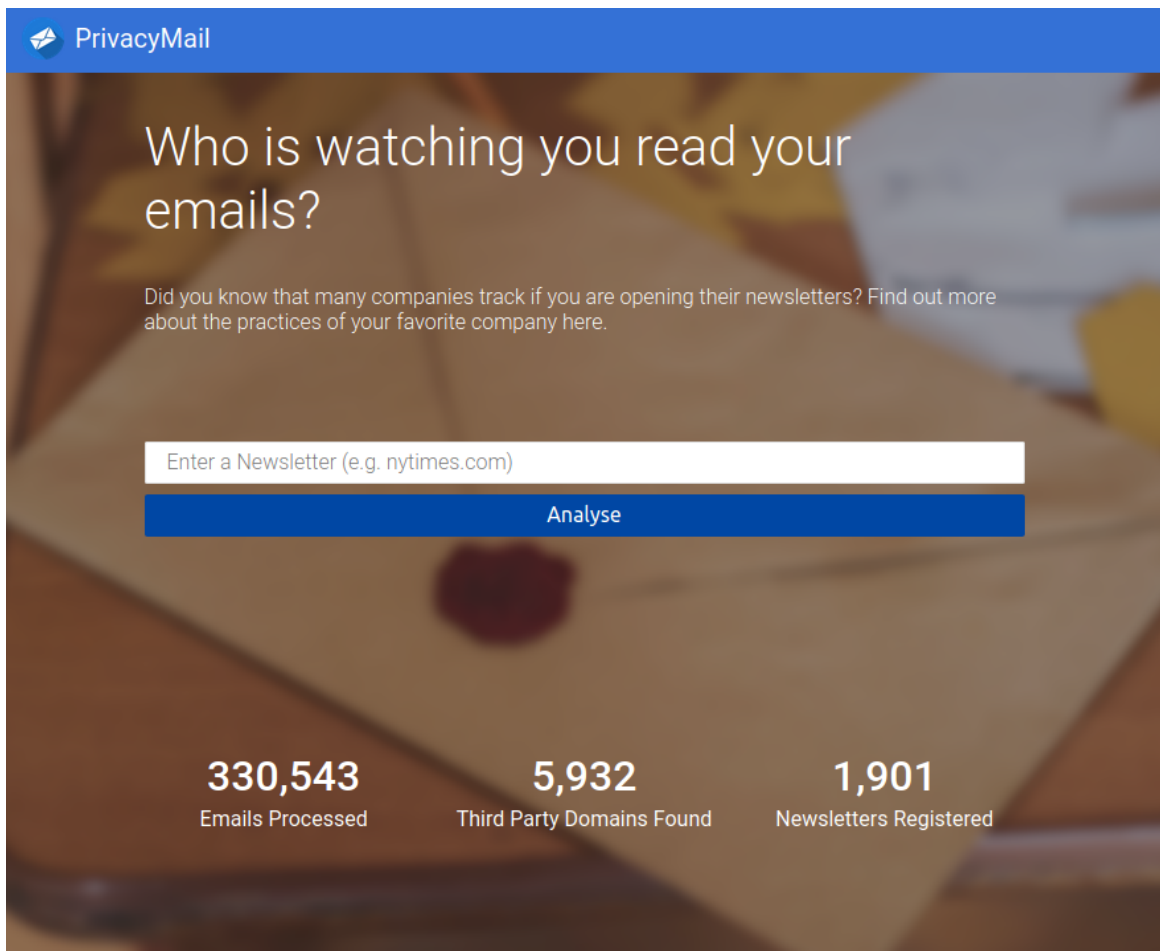 PrivacyMail
Who is watching you read your
emails?
Did you know that many companies track if you are opening their newsletters? Find out more
about the practices of your favorite company here.
Enter a Newsletter (e.g. nytimes.com)
Analyse
330,543 5,932 1,901
Emails Processed Third Party Domains Found Newsletters Registered